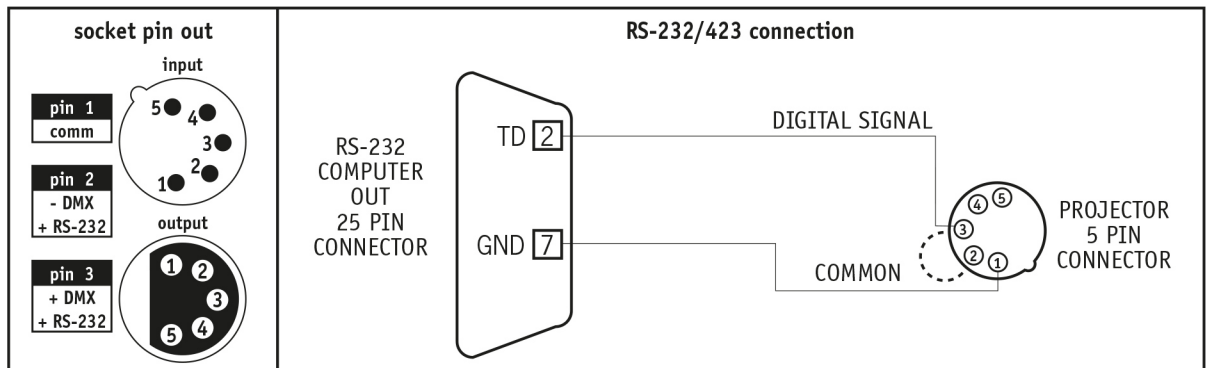 socket pin out
input
pin 1
comm
5
4
3
2
1
pin 2
- DMX
+ RS-232
output
pin 3
+ DMX
+ RS-232
1
2
3
4
5
RS-232/423 connection
RS-232
COMPUTER
OUT
25 PIN
CONNECTOR
TD 2
GND 7
DIGITAL SIGNAL
COMMON
4
5
3
2
1
PROJECTOR
5 PIN
CONNECTOR